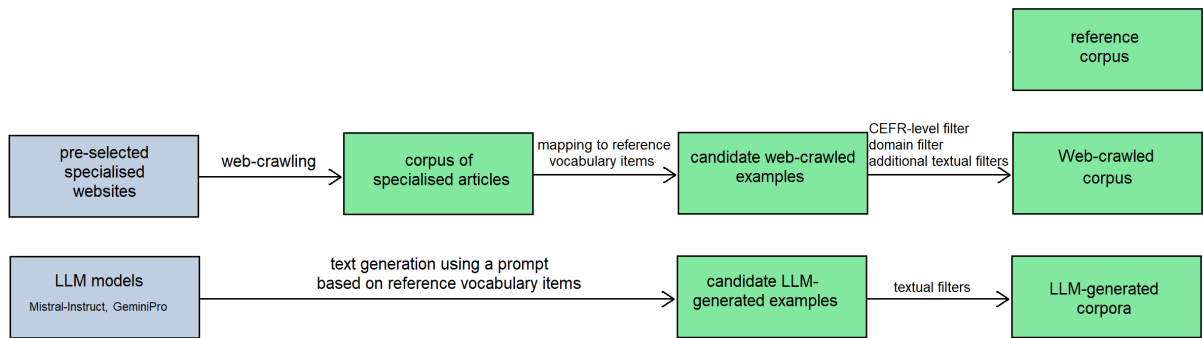 reference
corpus
pre-selected
specialised
websites
web-crawling
corpus of
specialised articles
mapping to reference
vocabulary items
candidate web-crawled
examples
CEFR-level filter
domain filter
additional textual filters
Web-crawled
corpus
LLM models
Mistral-Instruct, GeminiPro
text generation using a prompt
based on reference vocabulary items
candidate LLM-
generated examples
textual filters
LLM-generated
corpora